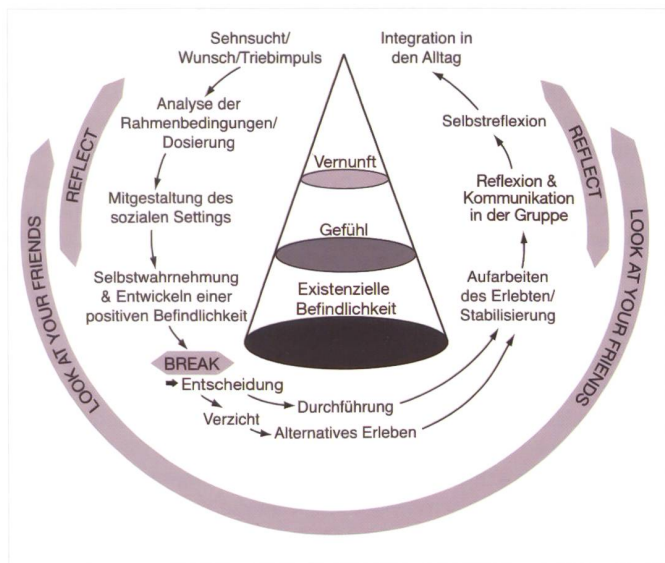 Sehnsucht/
Wunsch/Triebimpuls
Analyse der
Rahmenbedingungen/
Dosierung
Mitgestaltung des
sozialen Settings
Selbstwahrnehmung
& Entwickeln einer
positiven Befindlichkeit
BREAK
➡ Entscheidung
Verzicht
Durchführung
Alternatives Erleben
Aufarbeiten
des Erlebten/
Stabilisierung
Reflexion &
Kommunikation
in der Gruppe
Selbstreflexion
Integration in
den Alltag
Vernunft
Gefühl
Existenzielle
Befindlichkeit
REFLECT
LOOK AT YOUR FRIENDS
LOOK AT YOUR FRIENDS
REFLECT